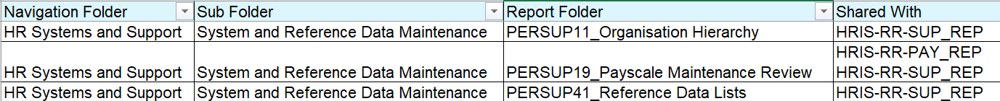 Navigation Folder Sub Folder Report Folder Shared With
HR Systems and Support System and Reference Data Maintenance PERSUP11_Organisation Hierarchy HRIS-RR-SUP_REP
HRIS-RR-PAY_REP
HR Systems and Support System and Reference Data Maintenance PERSUP19_Payscale Maintenance Review HRIS-RR-SUP_REP
HR Systems and Support System and Reference Data Maintenance PERSUP41_Reference Data Lists HRIS-RR-SUP_REP